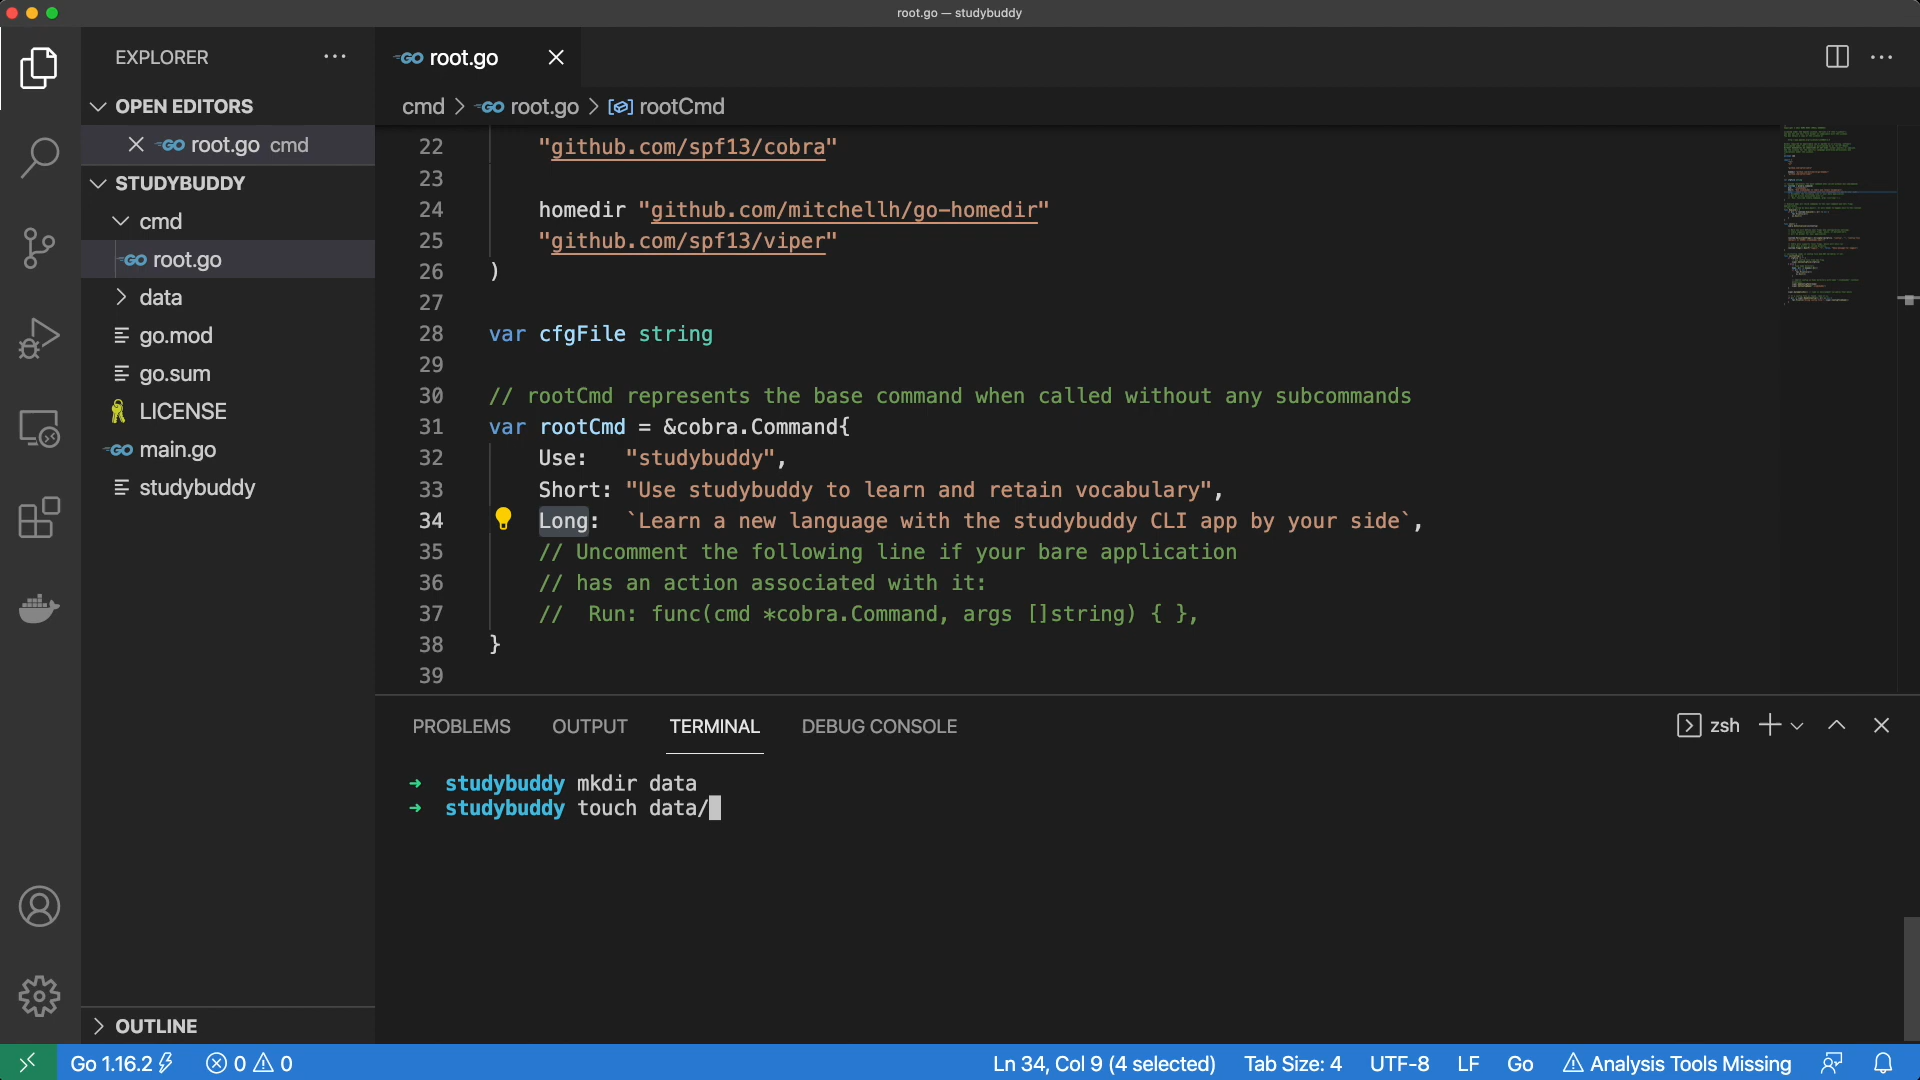 root.go — studybuddy
EXPLORER
OPEN EDITORS
GO root.go cmd
STUDYBUDDY
cmd
GO root.go
data
go.mod
go.sum
LICENSE
GO main.go
studybuddy
OUTLINE
GO root.go
cmd > GO root.go > rootCmd
22 "github.com/spf13/cobra"
23
24 homedir "github.com/mitchellh/go-homedir"
25 "github.com/spf13/viper"
26 )
27
28 var cfgFile string
29
30 // rootCmd represents the base command when called without any subcommands
31 var rootCmd = &cobra.Command{
32 Use: "studybuddy",
33 Short: "Use studybuddy to learn and retain vocabulary",
34 Long: `Learn a new language with the studybuddy CLI app by your side`,
35 // Uncomment the following line if your bare application
36 // has an action associated with it:
37 // Run: func(cmd *cobra.Command, args []string) { },
38 }
39
PROBLEMS OUTPUT TERMINAL DEBUG CONSOLE zsh
➜ studybuddy mkdir data
➜ studybuddy touch data/
Go 1.16.2 0 0 Ln 34, Col 9 (4 selected) Tab Size: 4 UTF-8 LF Go Analysis Tools Missing